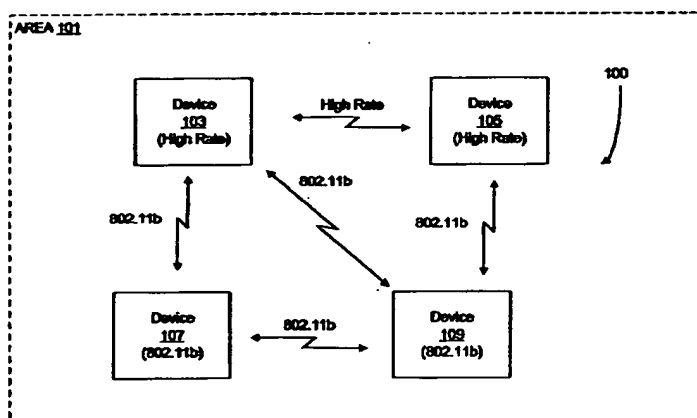 AREA 101
100
Device
103
(High Rate)
High Rate
Device
105
(High Rate)
802.11b
802.11b
802.11b
Device
107
(802.11b)
802.11b
Device
109
(802.11b)